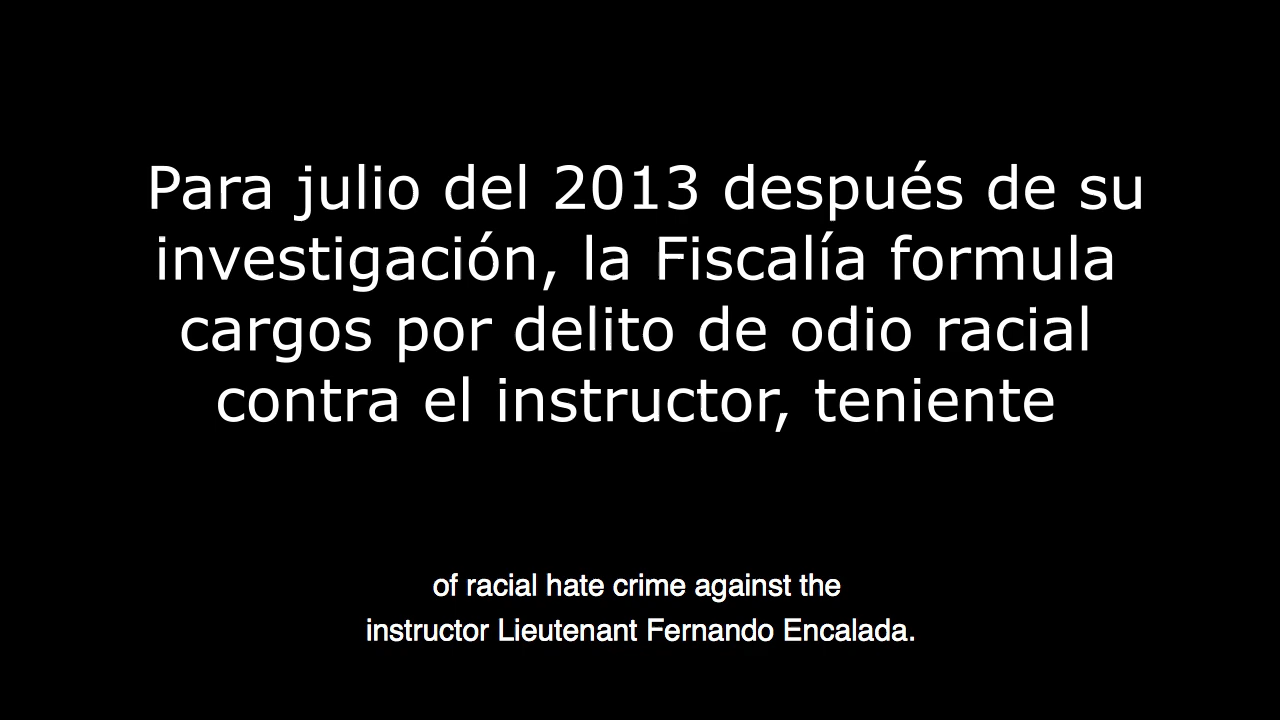 Para julio del 2013 después de su
investigación, la Fiscalía formula
cargos por delito de odio racial
contra el instructor, teniente
of racial hate crime against the
instructor Lieutenant Fernando Encalada.